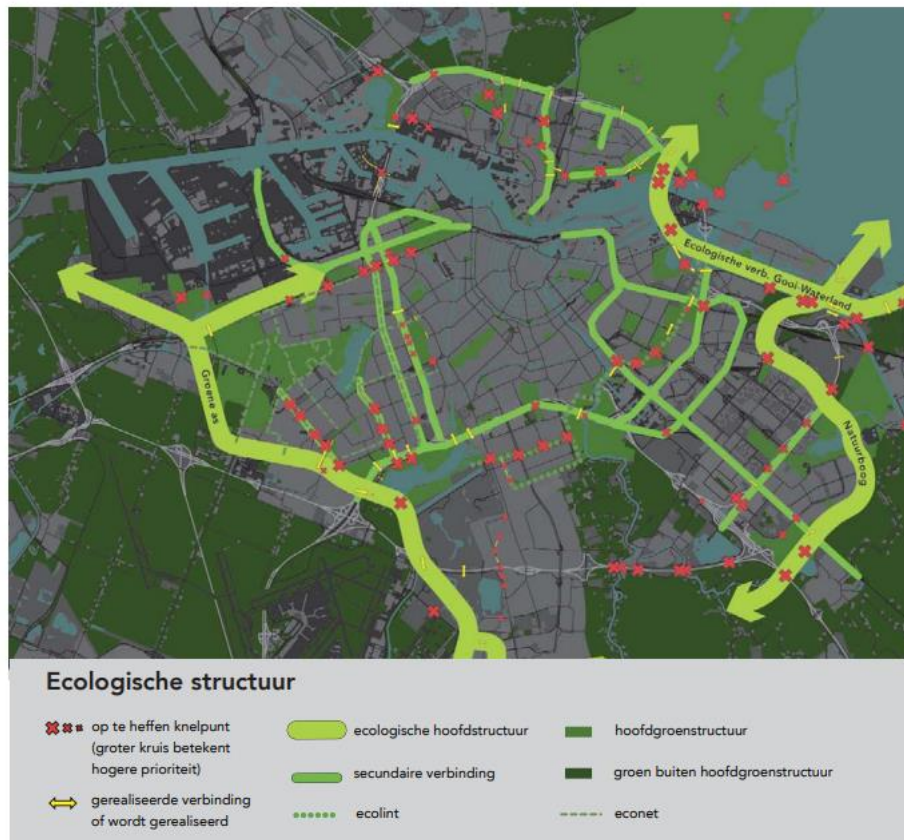 Ecologische verb. Gooi-Waterland
Groene as
Natuurboog
Ecologische structuur
op te heffen knelpunt
(groter kruis betekent
hogere prioriteit)
gerealiseerde verbinding
of wordt gerealiseerd
ecologische hoofdstructuur
secundaire verbinding
ecolint
hoofdgroenstructuur
groen buiten hoofdgroenstructuur
econet